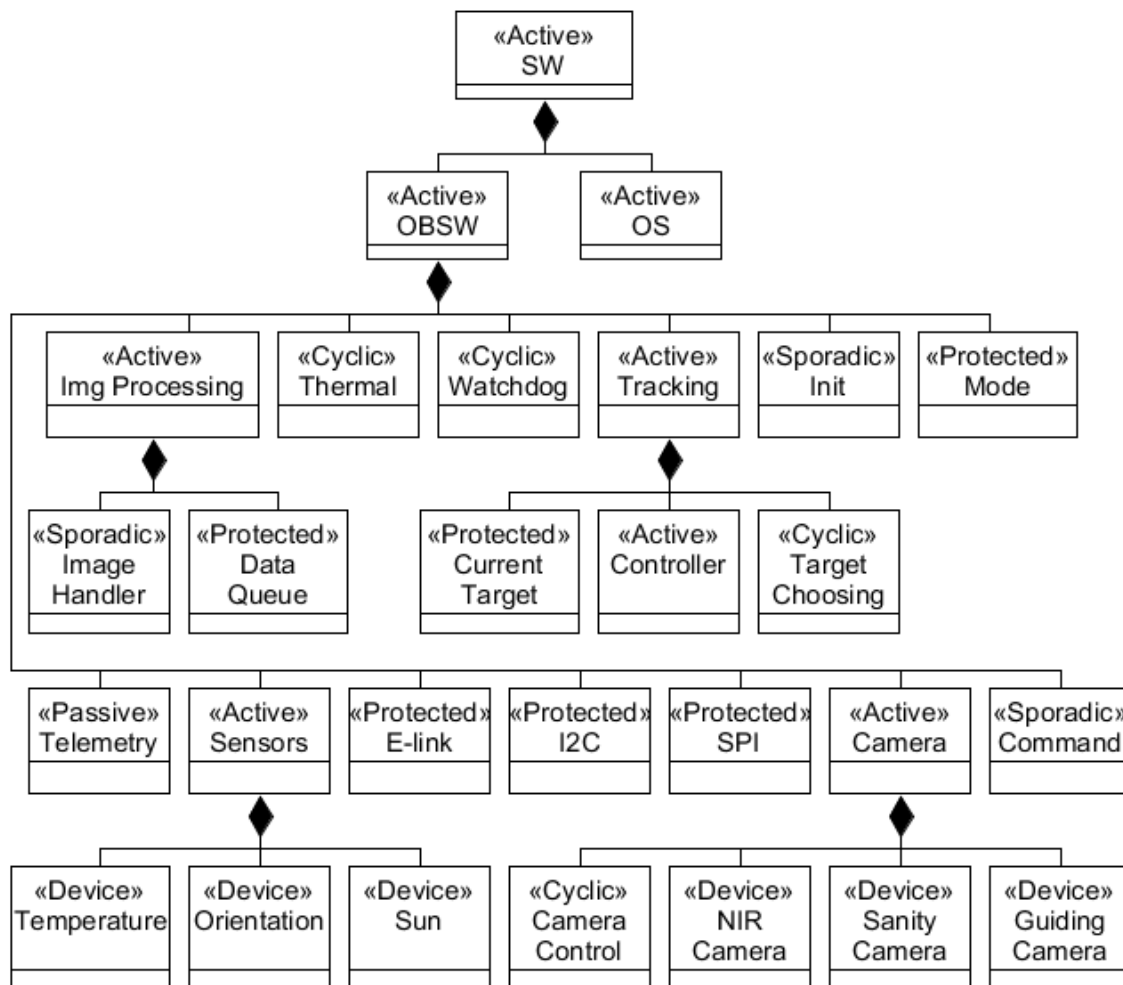 «Active»
SW
«Active»
OBSW
«Active»
OS
«Active»
Img Processing
«Cyclic»
Thermal
«Cyclic»
Watchdog
«Active»
Tracking
«Sporadic»
Init
«Protected»
Mode
«Sporadic»
Image
Handler
«Protected»
Data
Queue
«Protected»
Current
Target
«Active»
Controller
«Cyclic»
Target
Choosing
«Passive»
Telemetry
«Active»
Sensors
«Protected»
E-link
«Protected»
I2C
«Protected»
SPI
«Active»
Camera
«Sporadic»
Command
«Device»
Temperature
«Device»
Orientation
«Device»
Sun
«Cyclic»
Camera
Control
«Device»
NIR
Camera
«Device»
Sanity
Camera
«Device»
Guiding
Camera